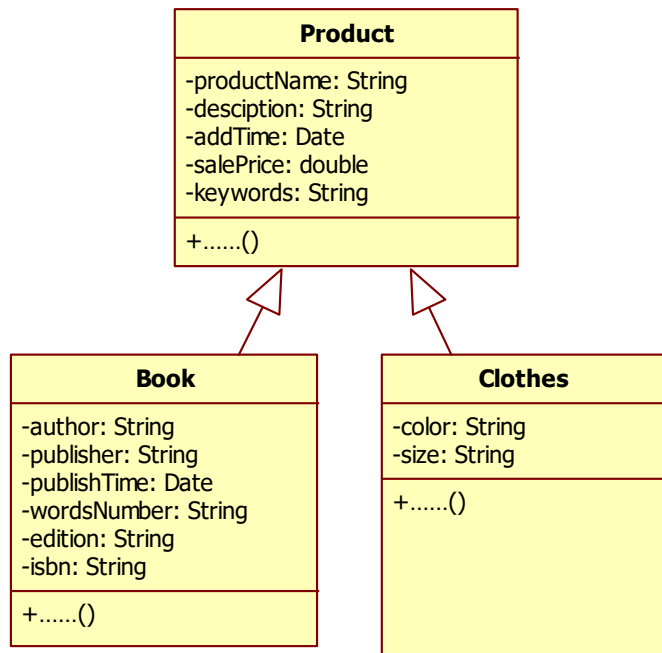 Product
-productName: String
-desciption: String
-addTime: Date
-salePrice: double
-keywords: String
+......()
Book
-author: String
-publisher: String
-publishTime: Date
-wordsNumber: String
-edition: String
-isbn: String
+......()
Clothes
-color: String
-size: String
+......()